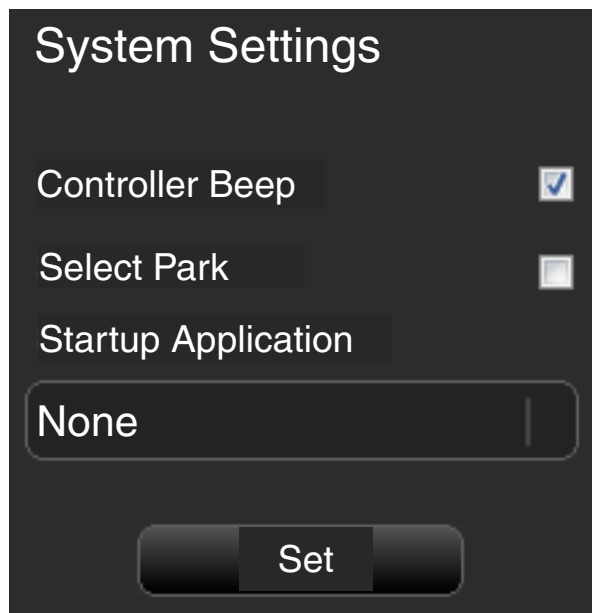 System Settings
Controller Beep
Select Park
Startup Application
None
Set